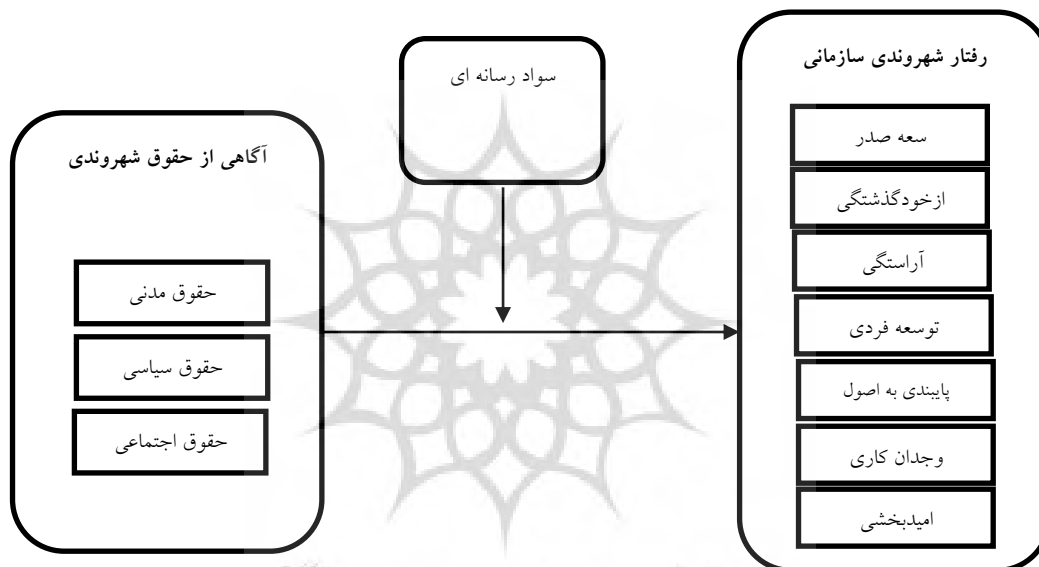 رفتار شهروندی سازمانی
سعه صدر
ازخودگذشتگی
آراستگی
توسعه فردی
پایبندی به اصول
وجدان کاری
امیدبخشی
سواد رسانه ای
آگاهی از حقوق شهروندی
حقوق مدنی
حقوق سیاسی
حقوق اجتماعی